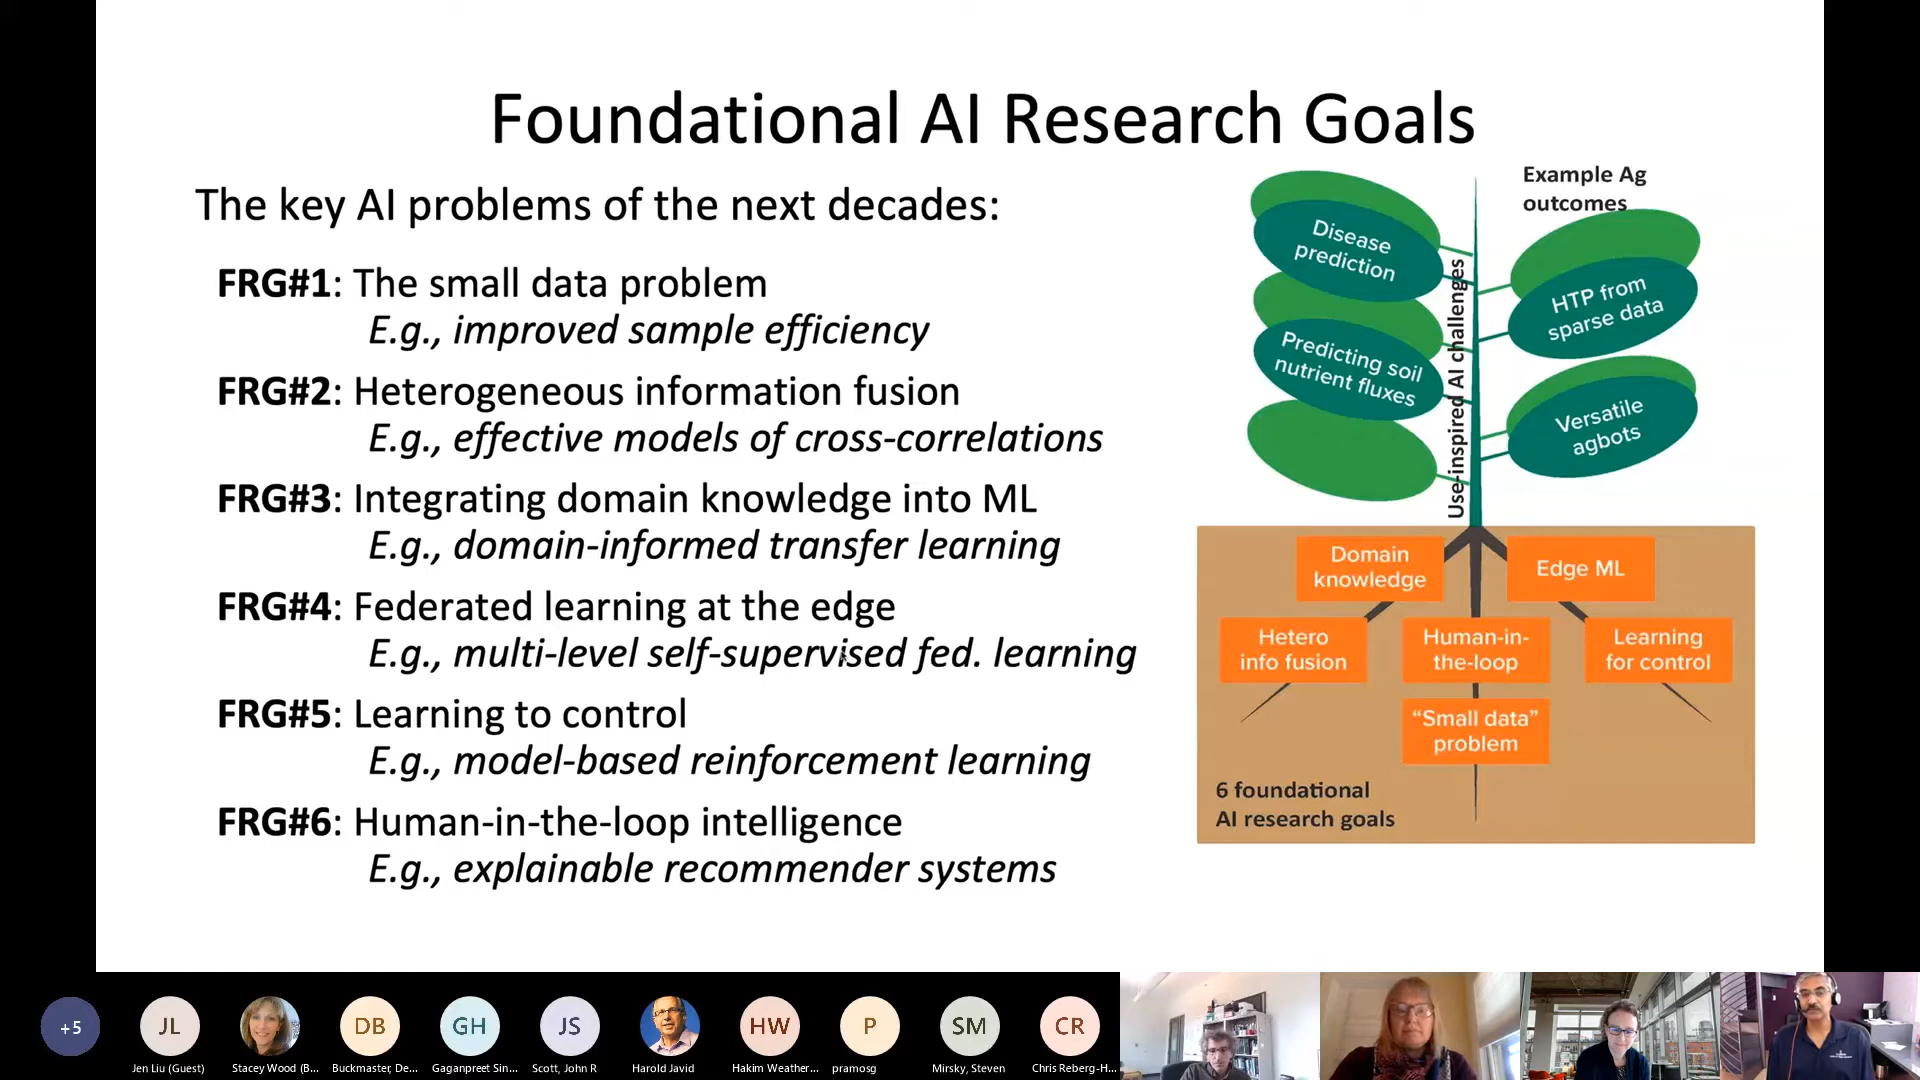 Foundational AI Research Goals
The key AI problems of the next decades:
FRG#1: The small data problem
E.g., improved sample efficiency
FRG#2: Heterogeneous information fusion
E.g., effective models of cross-correlations
FRG#3: Integrating domain knowledge into ML
E.g., domain-informed transfer learning
FRG#4: Federated learning at the edge
E.g., multi-level self-supervised fed. learning
FRG#5: Learning to control
E.g., model-based reinforcement learning
FRG#6: Human-in-the-loop intelligence
E.g., explainable recommender systems
Example Ag
outcomes
Disease
prediction
HTP from
sparse data
Predicting soil
nutrient fluxes
Versatile
agbots
Use-inspired AI challenges
Domain
knowledge
Edge ML
Hetero
info fusion
Human-in-
the-loop
Learning
for control
“Small data”
problem
6 foundational
AI research goals
+5
JL
DB
GH
JS
HW
P
SM
CR
Jen Liu (Guest)
Stacey Wood (B...
Buckmaster, De...
Gaganpreet Sin...
Scott, John R
Harold Javid
Hakim Weather...
pramosg
Mirsky, Steven
Chris Reberg-H...